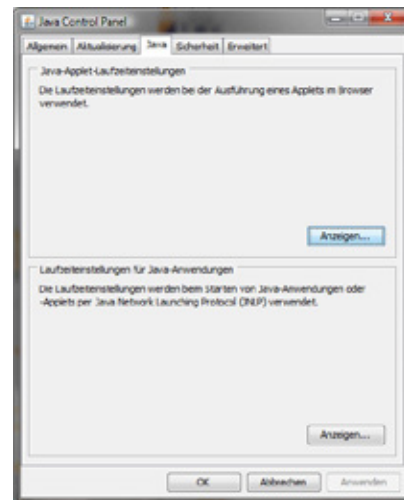 Java Control Panel
Allgemein Aktualisierung Java Sicherheit Erweitert
Java-Applet-Laufzeiteinstellungen
Die Laufzeiteinstellungen werden bei der Ausführung eines Applets im Browser
verwendet.
Anzeigen...
Laufzeiteinstellungen für Java-Anwendungen
Die Laufzeiteinstellungen werden beim Starten von Java-Anwendungen oder
-Applets per Java Network Launching Protocol (JNLP) verwendet.
Anzeigen...
OK Abbrechen Anwenden